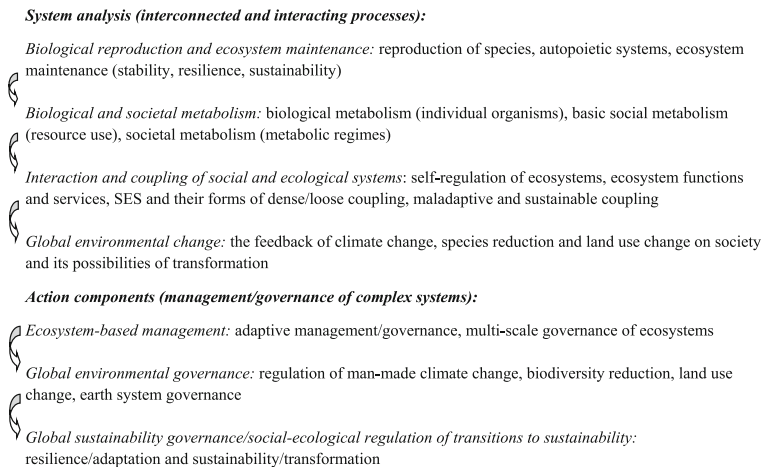 System analysis (interconnected and interacting processes):
Biological reproduction and ecosystem maintenance: reproduction of species, autopoietic systems, ecosystem
maintenance (stability, resilience, sustainability)
Biological and societal metabolism: biological metabolism (individual organisms), basic social metabolism
(resource use), societal metabolism (metabolic regimes)
Interaction and coupling of social and ecological systems: self-regulation of ecosystems, ecosystem functions
and services, SES and their forms of dense/loose coupling, maladaptive and sustainable coupling
Global environmental change: the feedback of climate change, species reduction and land use change on society
and its possibilities of transformation
Action components (management/governance of complex systems):
Ecosystem-based management: adaptive management/governance, multi-scale governance of ecosystems
Global environmental governance: regulation of man-made climate change, biodiversity reduction, land use
change, earth system governance
Global sustainability governance/social-ecological regulation of transitions to sustainability:
resilience/adaptation and sustainability/transformation